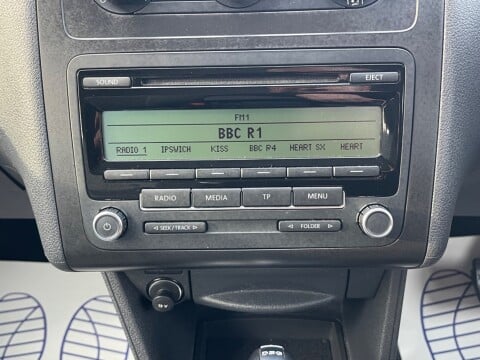 SOUND EJECT
FM1
BBC R1
RADIO 1 IPSWICH KISS BBC R4 HEART SX HEART
RADIO MEDIA TP MENU
◁ SEEK / TRACK ▷ ◁ FOLDER ▷